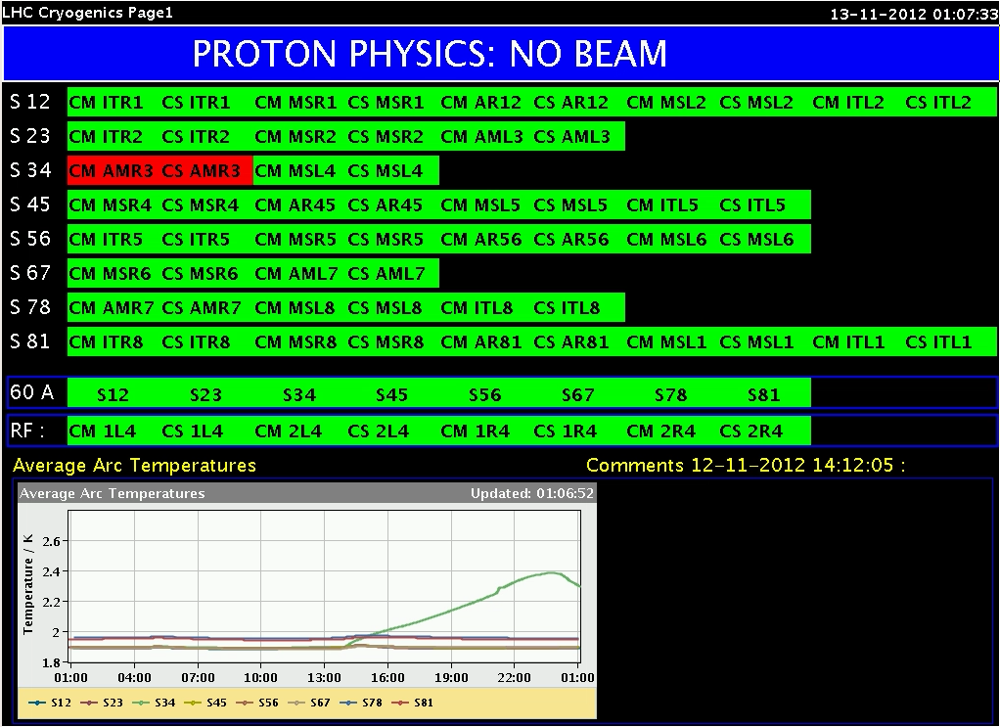 LHC Cryogenics Page1 13-11-2012 01:07:33
PROTON PHYSICS: NO BEAM
S 12 CM ITR1 CS ITR1 CM MSR1 CS MSR1 CM AR12 CS AR12 CM MSL2 CS MSL2 CM ITL2 CS ITL2
S 23 CM ITR2 CS ITR2 CM MSR2 CS MSR2 CM AML3 CS AML3
S 34 CM AMR3 CS AMR3 CM MSL4 CS MSL4
S 45 CM MSR4 CS MSR4 CM AR45 CS AR45 CM MSL5 CS MSL5 CM ITL5 CS ITL5
S 56 CM ITR5 CS ITR5 CM MSR5 CS MSR5 CM AR56 CS AR56 CM MSL6 CS MSL6
S 67 CM MSR6 CS MSR6 CM AML7 CS AML7
S 78 CM AMR7 CS AMR7 CM MSL8 CS MSL8 CM ITL8 CS ITL8
S 81 CM ITR8 CS ITR8 CM MSR8 CS MSR8 CM AR81 CS AR81 CM MSL1 CS MSL1 CM ITL1 CS ITL1
60 A S12 S23 S34 S45 S56 S67 S78 S81
RF : CM 1L4 CS 1L4 CM 2L4 CS 2L4 CM 1R4 CS 1R4 CM 2R4 CS 2R4
Average Arc Temperatures Comments 12-11-2012 14:12:05 :
Average Arc Temperatures Updated: 01:06:52
Temperature / K
2.6
2.4
2.2
2
1.8
01:00 04:00 07:00 10:00 13:00 16:00 19:00 22:00 01:00
S12 S23 S34 S45 S56 S67 S78 S81